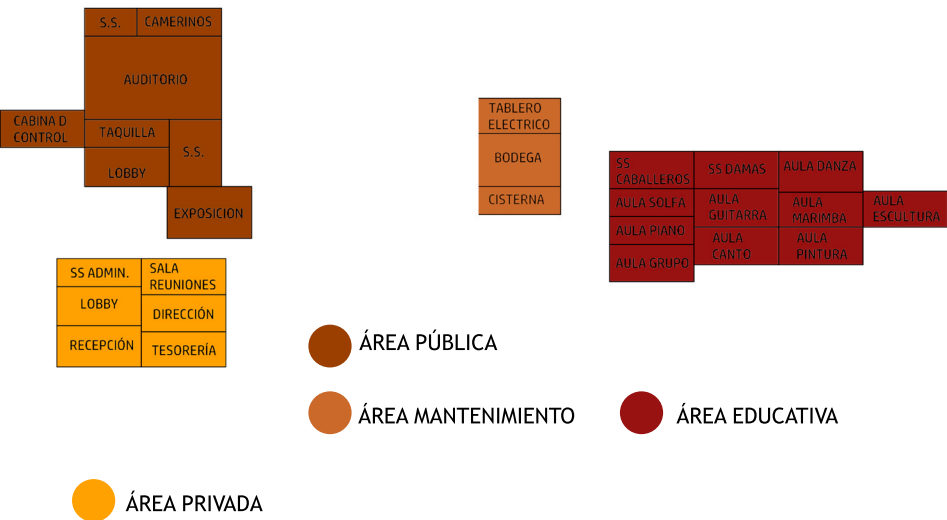 S.S.
CAMERINOS
AUDITORIO
CABINA D
CONTROL
TAQUILLA
S.S.
LOBBY
EXPOSICION
SS ADMIN.
SALA
REUNIONES
LOBBY
DIRECCIÓN
RECEPCIÓN
TESORERÍA
TABLERO
ELECTRICO
BODEGA
CISTERNA
SS
CABALLEROS
SS DAMAS
AULA DANZA
AULA SOLFA
AULA
GUITARRA
AULA
MARIMBA
AULA
ESCULTURA
AULA PIANO
AULA
CANTO
AULA
PINTURA
AULA GRUPO
ÁREA PÚBLICA
ÁREA MANTENIMIENTO
ÁREA EDUCATIVA
ÁREA PRIVADA